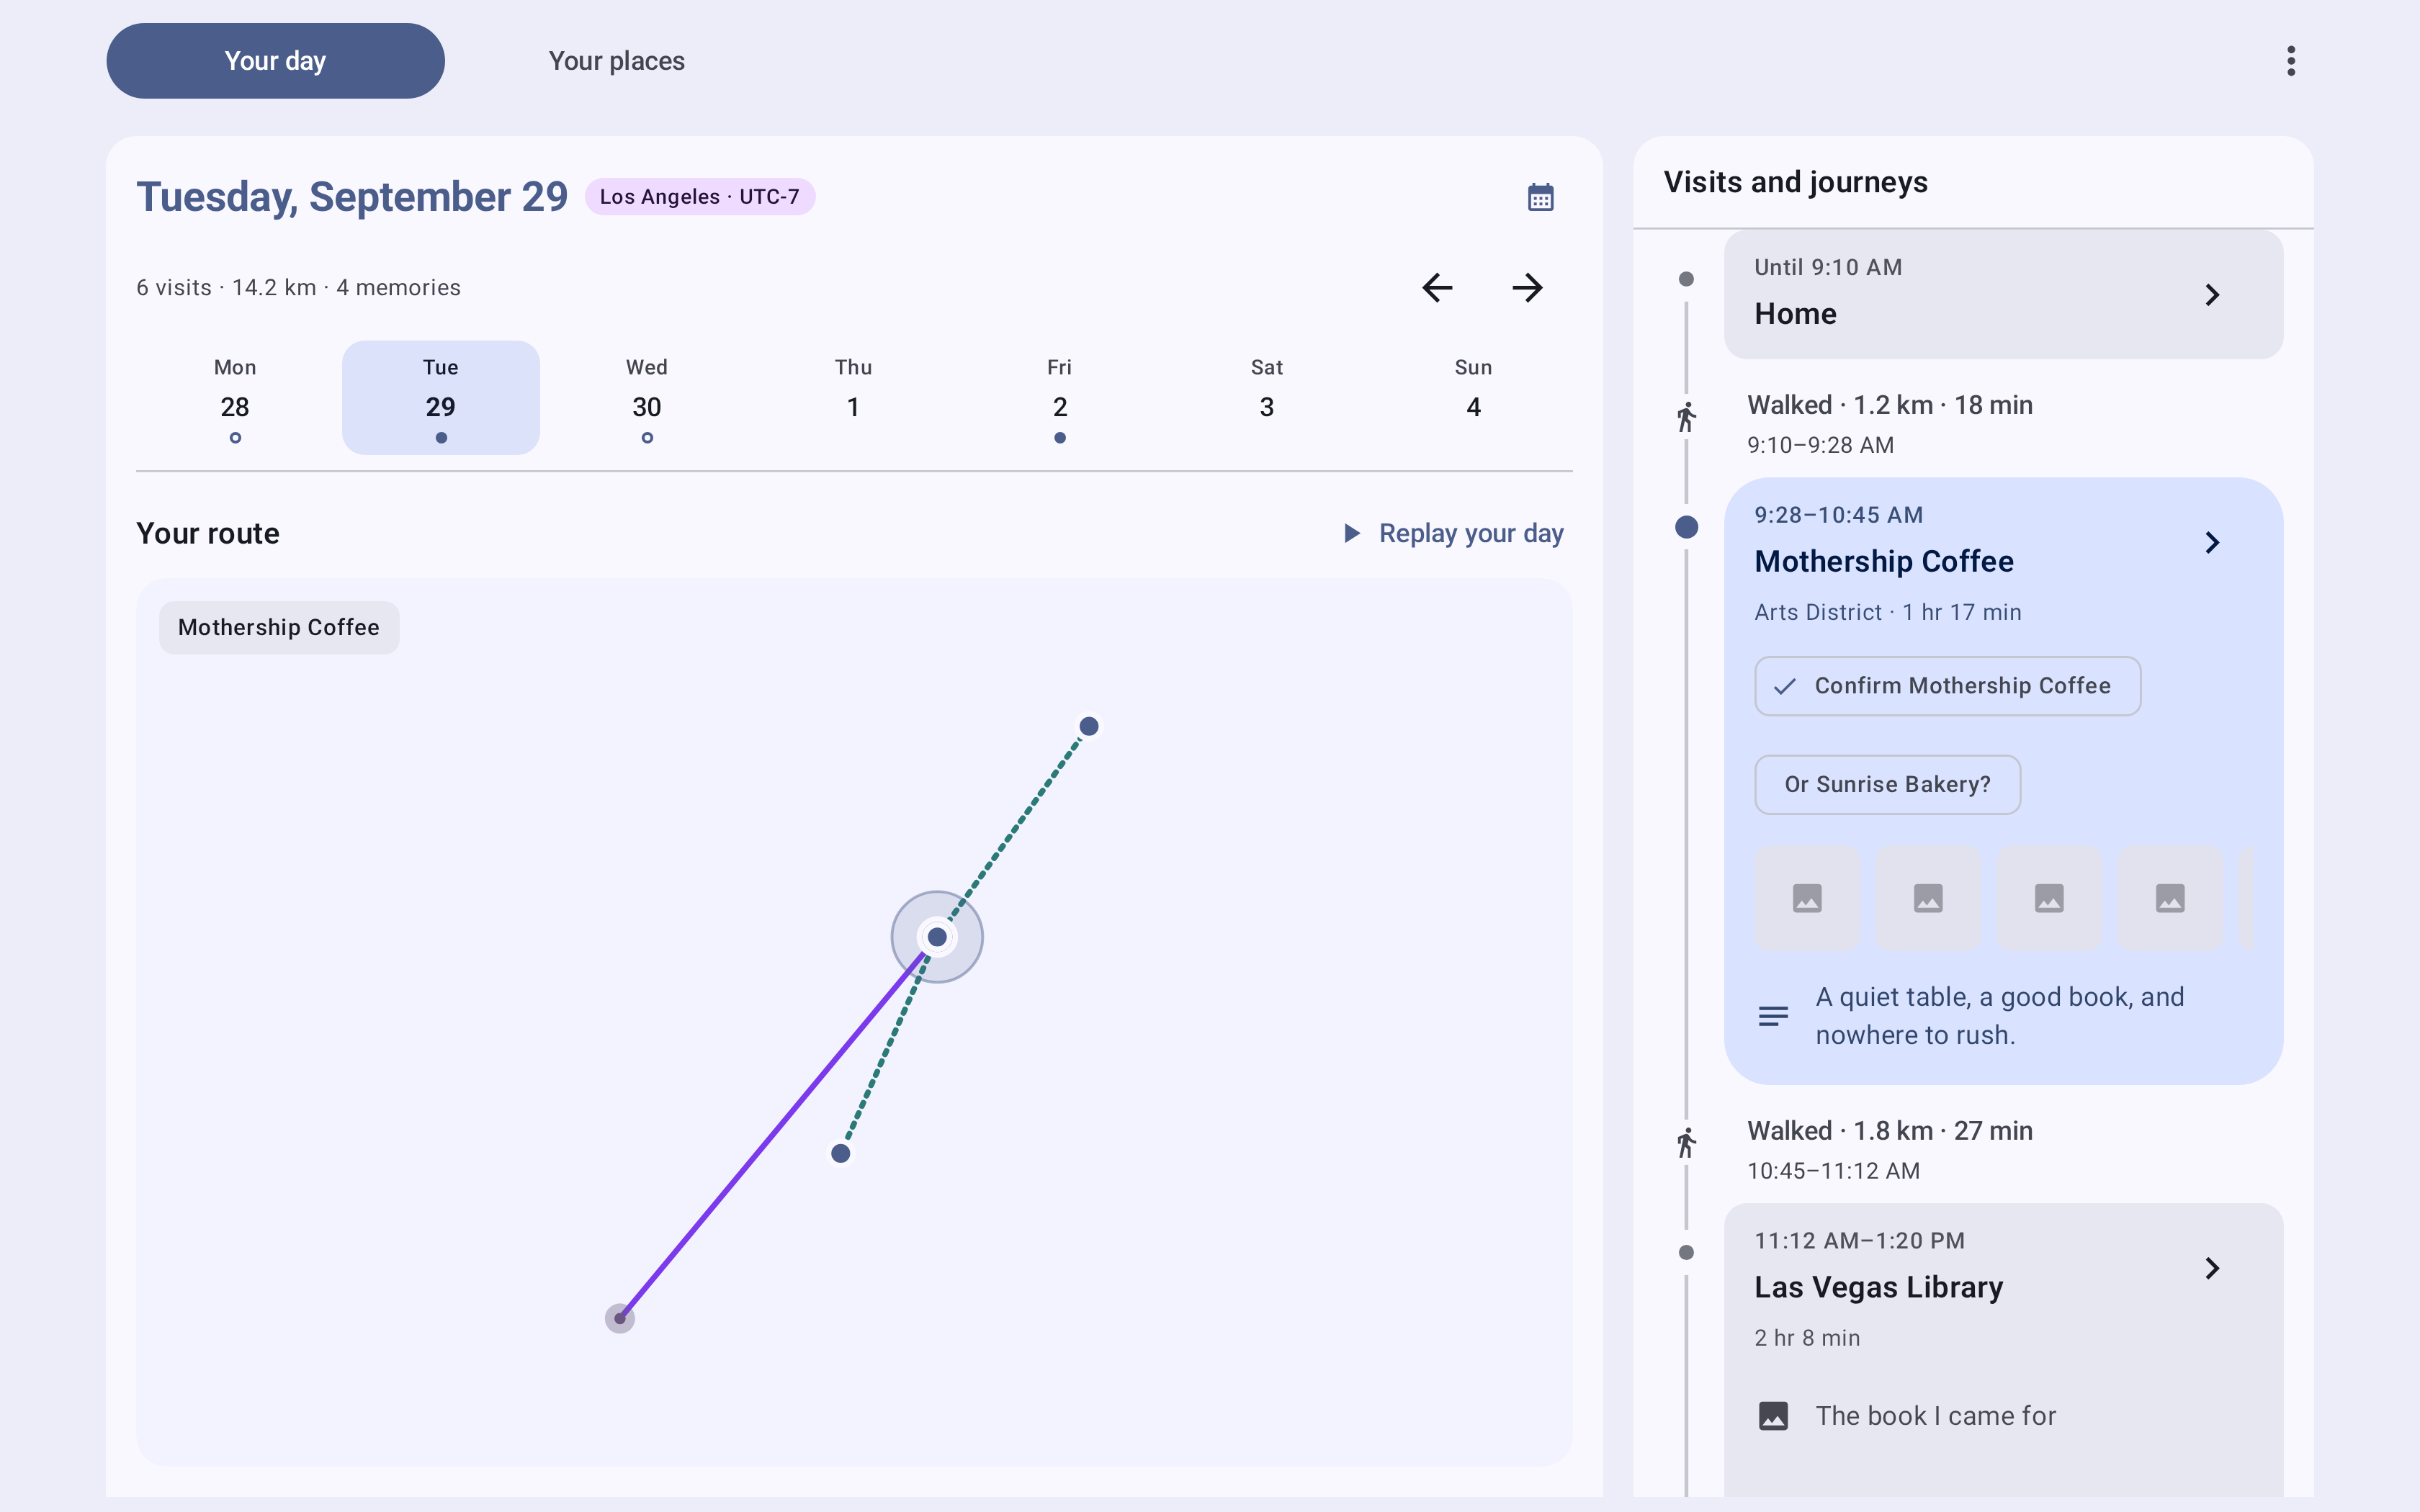 Your day
Your places
Tuesday, September 29
Los Angeles · UTC-7
6 visits · 14.2 km · 4 memories
Mon
28
Tue
29
Wed
30
Thu
1
Fri
2
Sat
3
Sun
4
Your route
Replay your day
Mothership Coffee
Visits and journeys
Until 9:10 AM
Home
Walked · 1.2 km · 18 min
9:10–9:28 AM
9:28–10:45 AM
Mothership Coffee
Arts District · 1 hr 17 min
Confirm Mothership Coffee
Or Sunrise Bakery?
A quiet table, a good book, and
nowhere to rush.
Walked · 1.8 km · 27 min
10:45–11:12 AM
11:12 AM–1:20 PM
Las Vegas Library
2 hr 8 min
The book I came for